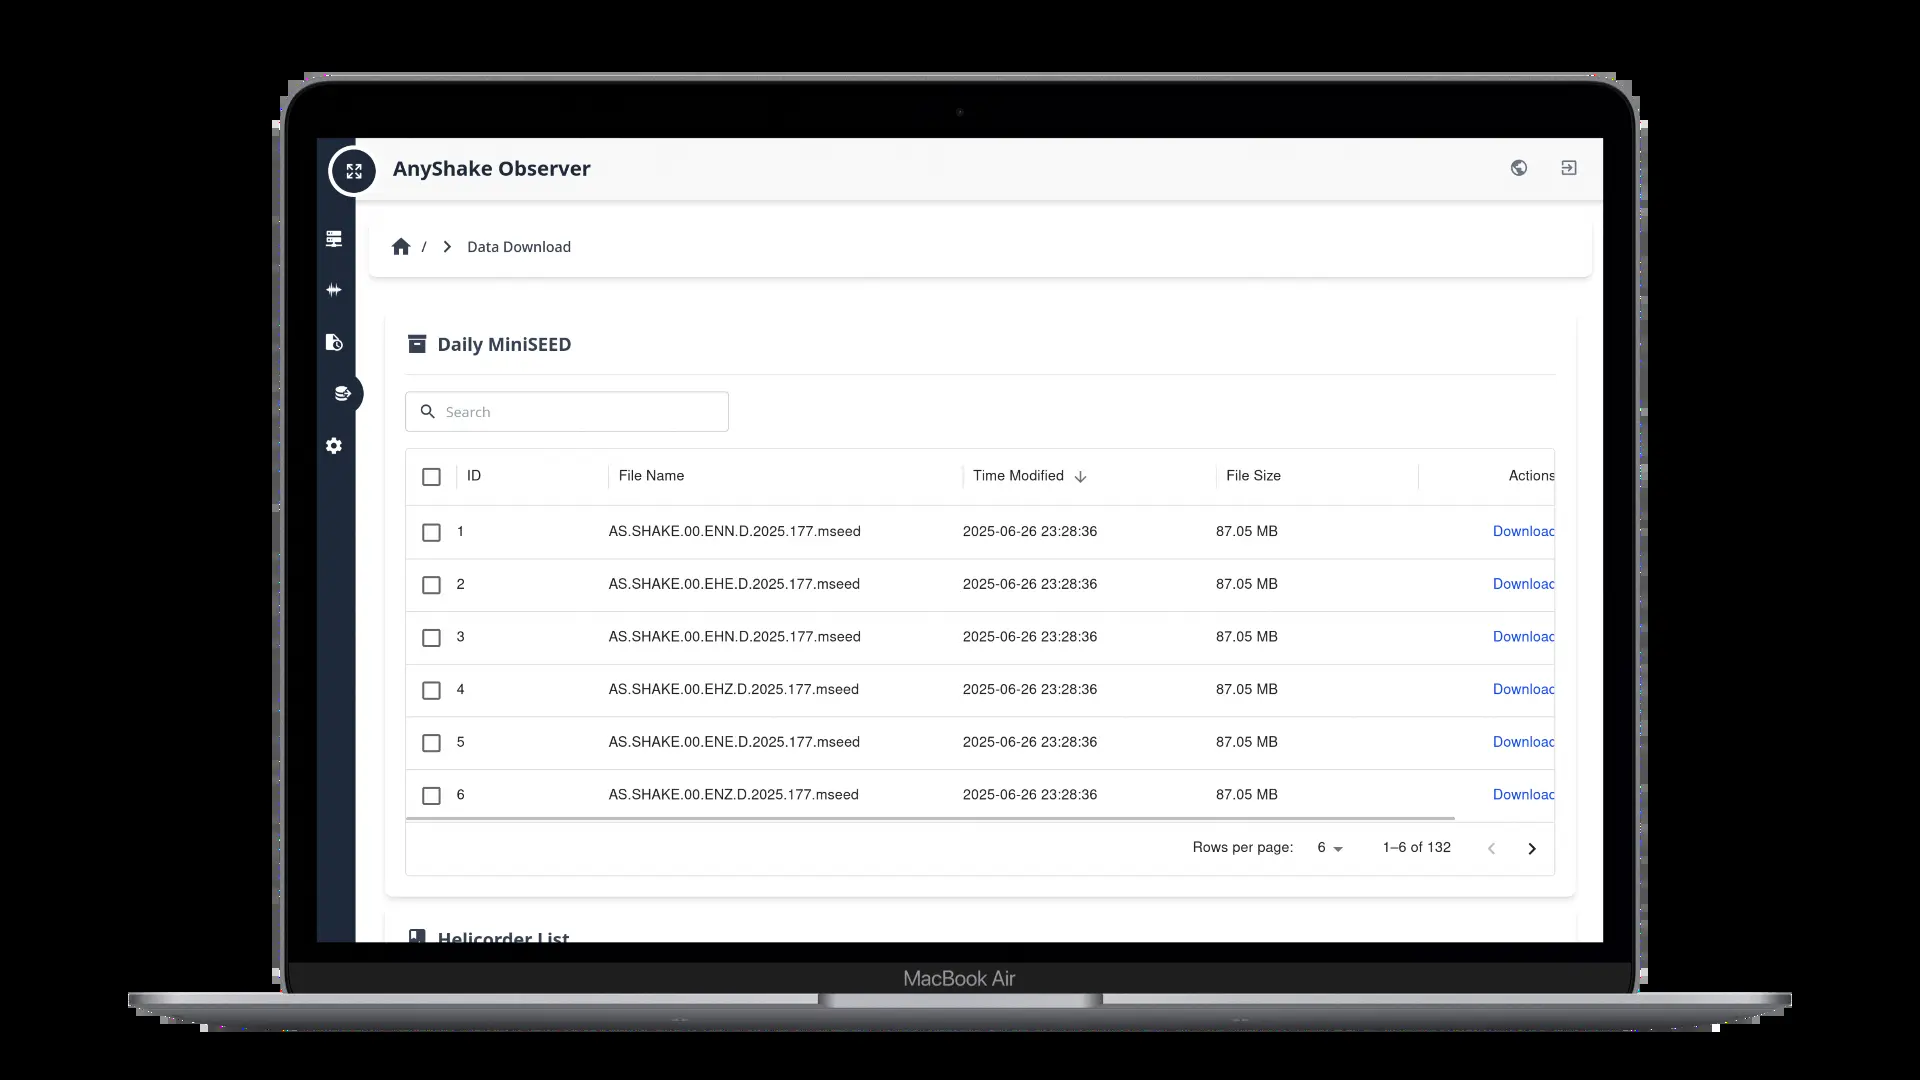 AnyShake Observer
/ Data Download
Daily MiniSEED
Search
ID File Name Time Modified File Size Actions
1 AS.SHAKE.00.ENN.D.2025.177.mseed 2025-06-26 23:28:36 87.05 MB Download
2 AS.SHAKE.00.EHE.D.2025.177.mseed 2025-06-26 23:28:36 87.05 MB Download
3 AS.SHAKE.00.EHN.D.2025.177.mseed 2025-06-26 23:28:36 87.05 MB Download
4 AS.SHAKE.00.EHZ.D.2025.177.mseed 2025-06-26 23:28:36 87.05 MB Download
5 AS.SHAKE.00.ENE.D.2025.177.mseed 2025-06-26 23:28:36 87.05 MB Download
6 AS.SHAKE.00.ENZ.D.2025.177.mseed 2025-06-26 23:28:36 87.05 MB Download
Rows per page: 6 1–6 of 132
Helicorder List
MacBook Air